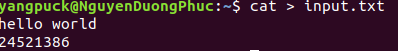 yangpuck@NguyenDuongPhuc:~$ cat > input.txt
hello world
24521386